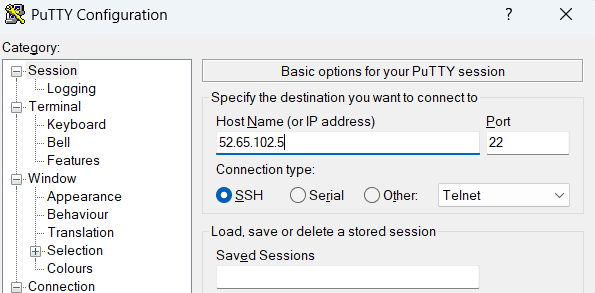 PuTTY Configuration
?
Category:
Session
Logging
Terminal
Keyboard
Bell
Features
Window
Appearance
Behaviour
Translation
Selection
Colours
Connection
Basic options for your PuTTY session
Specify the destination you want to connect to
Host Name (or IP address) Port
52.65.102.5 22
Connection type:
SSH Serial Other: Telnet
Load, save or delete a stored session
Saved Sessions